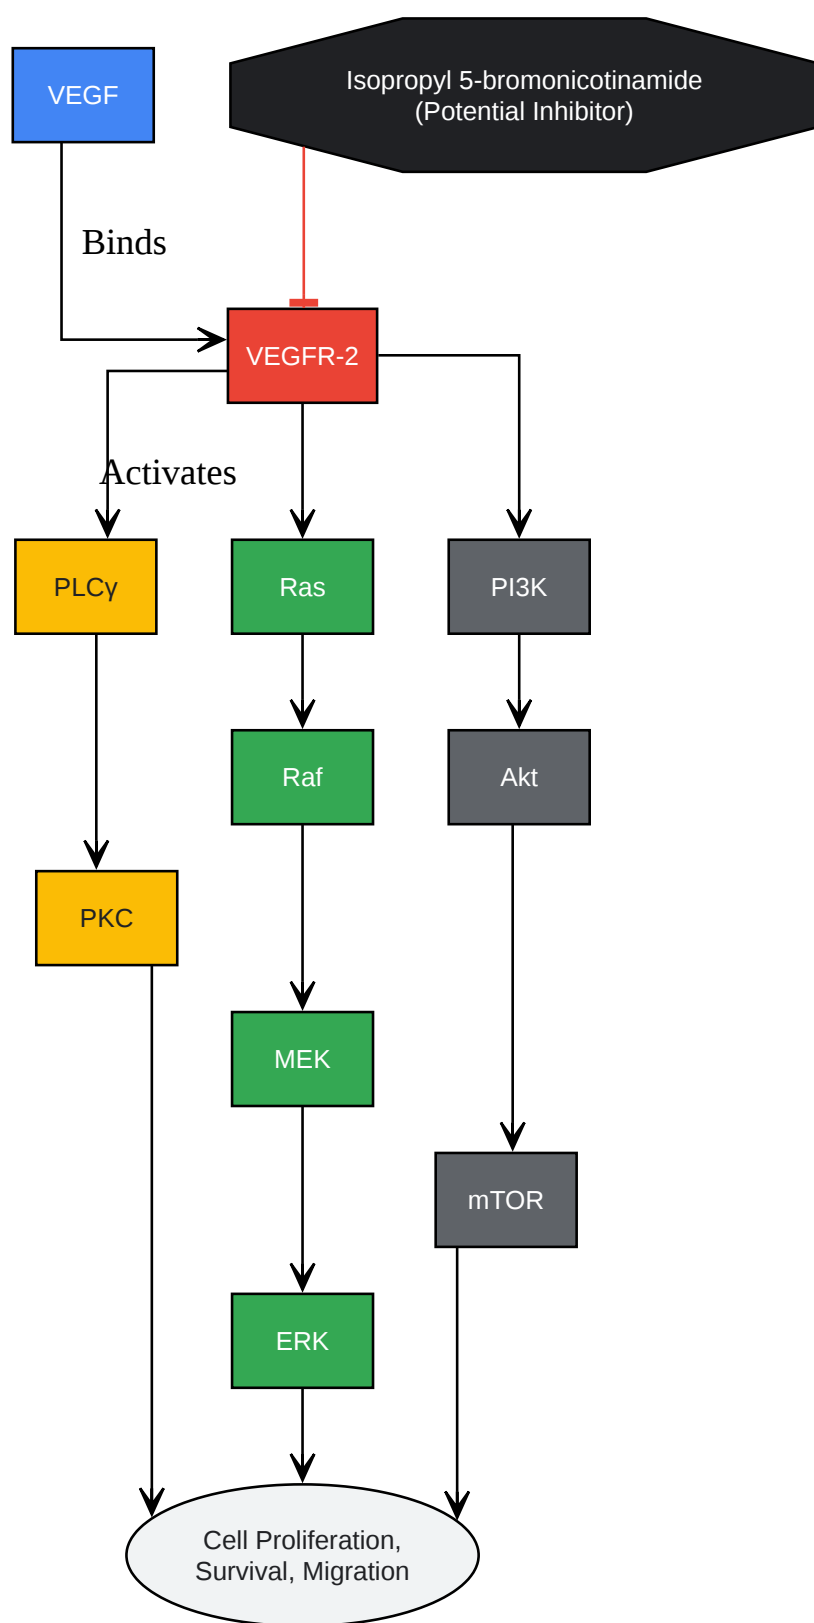 VEGF
Isopropyl 5-bromonicotinamide
(Potential Inhibitor)
Binds
VEGFR-2
Activates
PLCγ
Ras
PI3K
Raf
Akt
PKC
MEK
mTOR
ERK
Cell Proliferation,
Survival, Migration